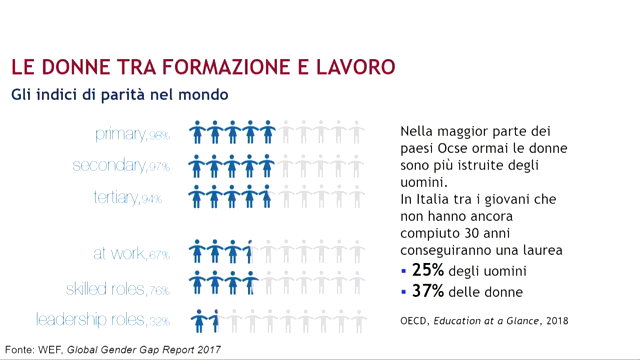 LE DONNE TRA FORMAZIONE E LAVORO
Gli indici di parità nel mondo
primary, 98%
secondary, 97%
tertiary, 94%
at work, 67%
skilled roles, 76%
leadership roles, 32%
Nella maggior parte dei
paesi Ocse ormai le donne
sono più istruite degli
uomini.
In Italia tra i giovani che
non hanno ancora
compiuto 30 anni
conseguiranno una laurea
▪ 25% degli uomini
▪ 37% delle donne
OECD, Education at a Glance, 2018
Fonte: WEF, Global Gender Gap Report 2017